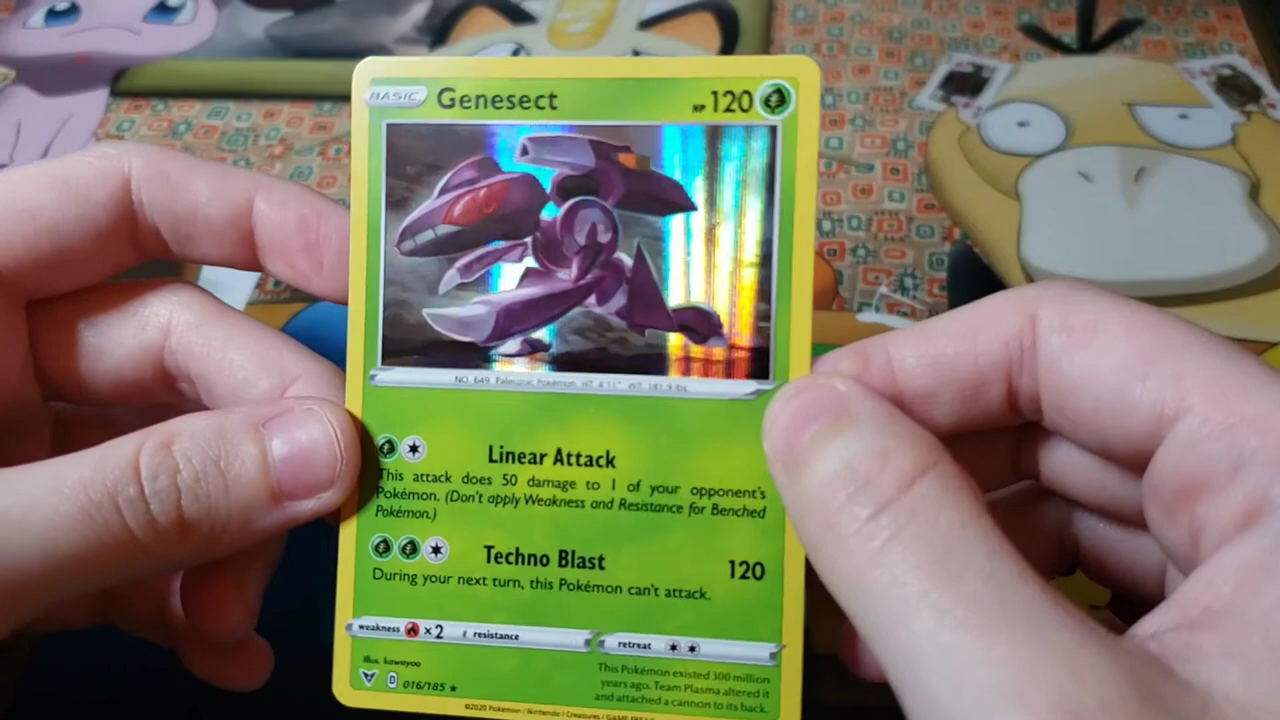 BASIC Genesect HP 120
NO. 649 Paleozoic Pokémon HT: 4'11" WT: 181.9 lbs.
Linear Attack
This attack does 50 damage to 1 of your opponent's
Pokémon. (Don't apply Weakness and Resistance for Benched
Pokémon.)
Techno Blast 120
During your next turn, this Pokémon can't attack.
weakness ×2 resistance retreat
Illus. kawayoo
D 016/185
This Pokémon existed 300 million
years ago. Team Plasma altered it
and attached a cannon to its back.
©2020 Pokémon / Nintendo / Creatures / GAME FREAK